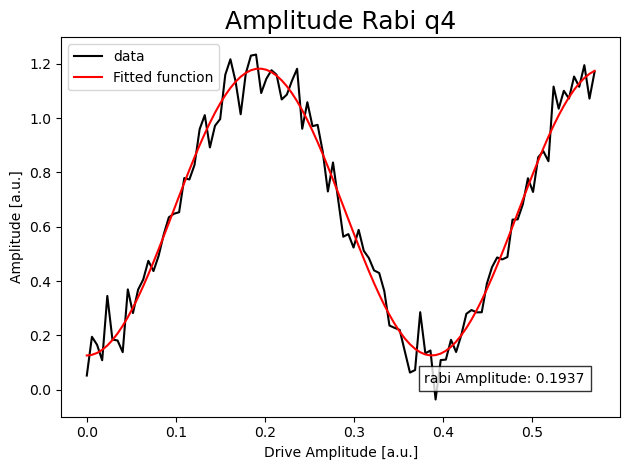 Amplitude Rabi q4
data
Fitted function
Amplitude [a.u.]
1.2
1.0
0.8
0.6
0.4
0.2
0.0
rabi Amplitude: 0.1937
0.0 0.1 0.2 0.3 0.4 0.5
Drive Amplitude [a.u.]